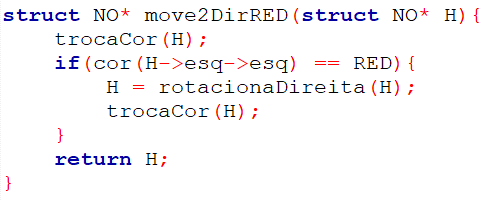 struct NO* move2DirRED(struct NO* H){
    trocaCor(H);
    if(cor(H->esq->esq) == RED){
        H = rotacionaDireita(H);
        trocaCor(H);
    }
    return H;
}